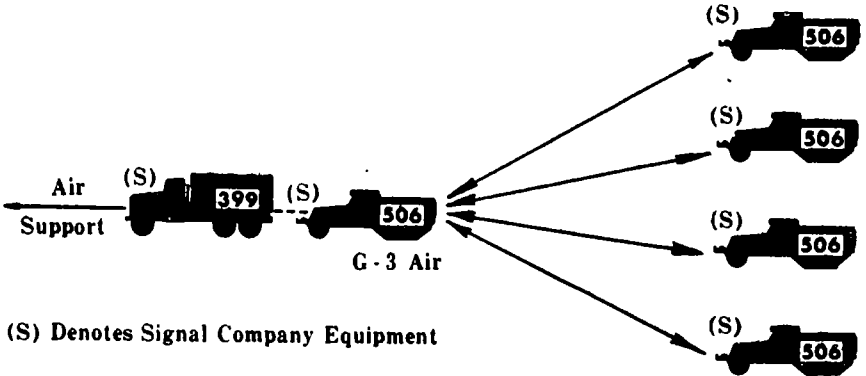 (S)
506
(S)
506
(S) 399 (S) 506
Air
Support
(S)
506
G-3 Air
(S)
506
(S) Denotes Signal Company Equipment